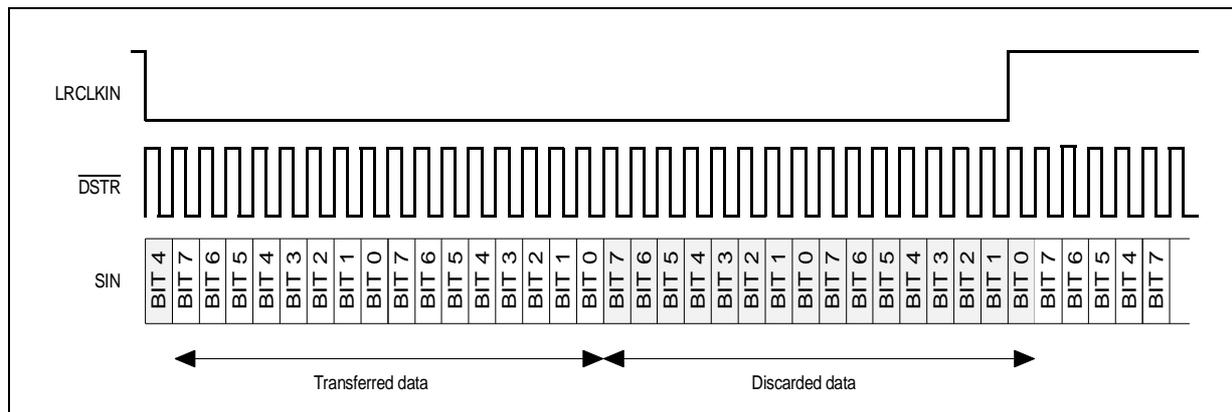 LRCLKIN
DSTR
SIN
BIT 4
BIT 7
BIT 6
BIT 5
BIT 4
BIT 3
BIT 2
BIT 1
BIT 0
BIT 7
BIT 6
BIT 5
BIT 4
BIT 3
BIT 2
BIT 1
BIT 0
BIT 7
BIT 6
BIT 5
BIT 4
BIT 3
BIT 2
BIT 1
BIT 0
BIT 7
BIT 6
BIT 5
BIT 4
BIT 3
BIT 2
BIT 1
BIT 0
BIT 7
BIT 6
BIT 5
BIT 4
BIT 7
Transferred data
Discarded data